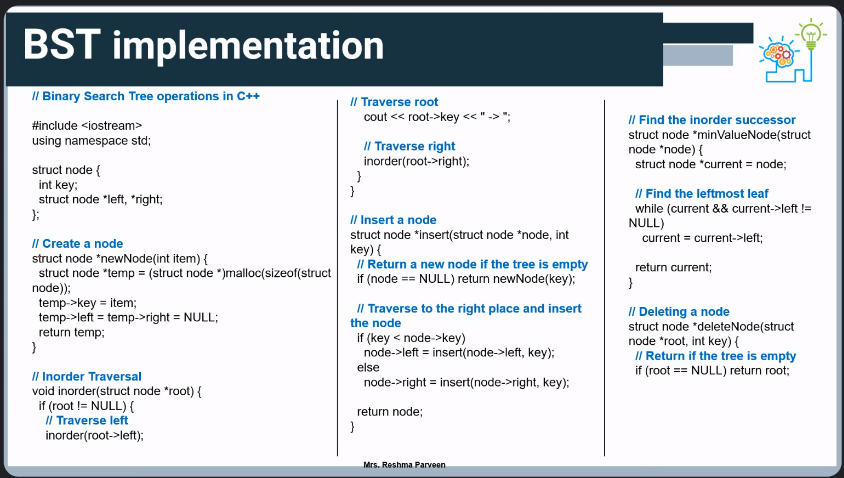 BST implementation
// Binary Search Tree operations in C++
#include <iostream>
using namespace std;
struct node {
int key;
struct node *left, *right;
};
// Create a node
struct node *newNode(int item) {
struct node *temp = (struct node *)malloc(sizeof(struct
node));
temp->key = item;
temp->left = temp->right = NULL;
return temp;
}
// Inorder Traversal
void inorder(struct node *root) {
if (root != NULL) {
// Traverse left
inorder(root->left);
// Traverse root
cout << root->key << " -> ";
// Traverse right
inorder(root->right);
}
}
// Insert a node
struct node *insert(struct node *node, int
key) {
// Return a new node if the tree is empty
if (node == NULL) return newNode(key);
// Traverse to the right place and insert
the node
if (key < node->key)
node->left = insert(node->left, key);
else
node->right = insert(node->right, key);
return node;
}
// Find the inorder successor
struct node *minValueNode(struct
node *node) {
struct node *current = node;
// Find the leftmost leaf
while (current && current->left !=
NULL)
current = current->left;
return current;
}
// Deleting a node
struct node *deleteNode(struct
node *root, int key) {
// Return if the tree is empty
if (root == NULL) return root;
Mrs. Reshma Parveen